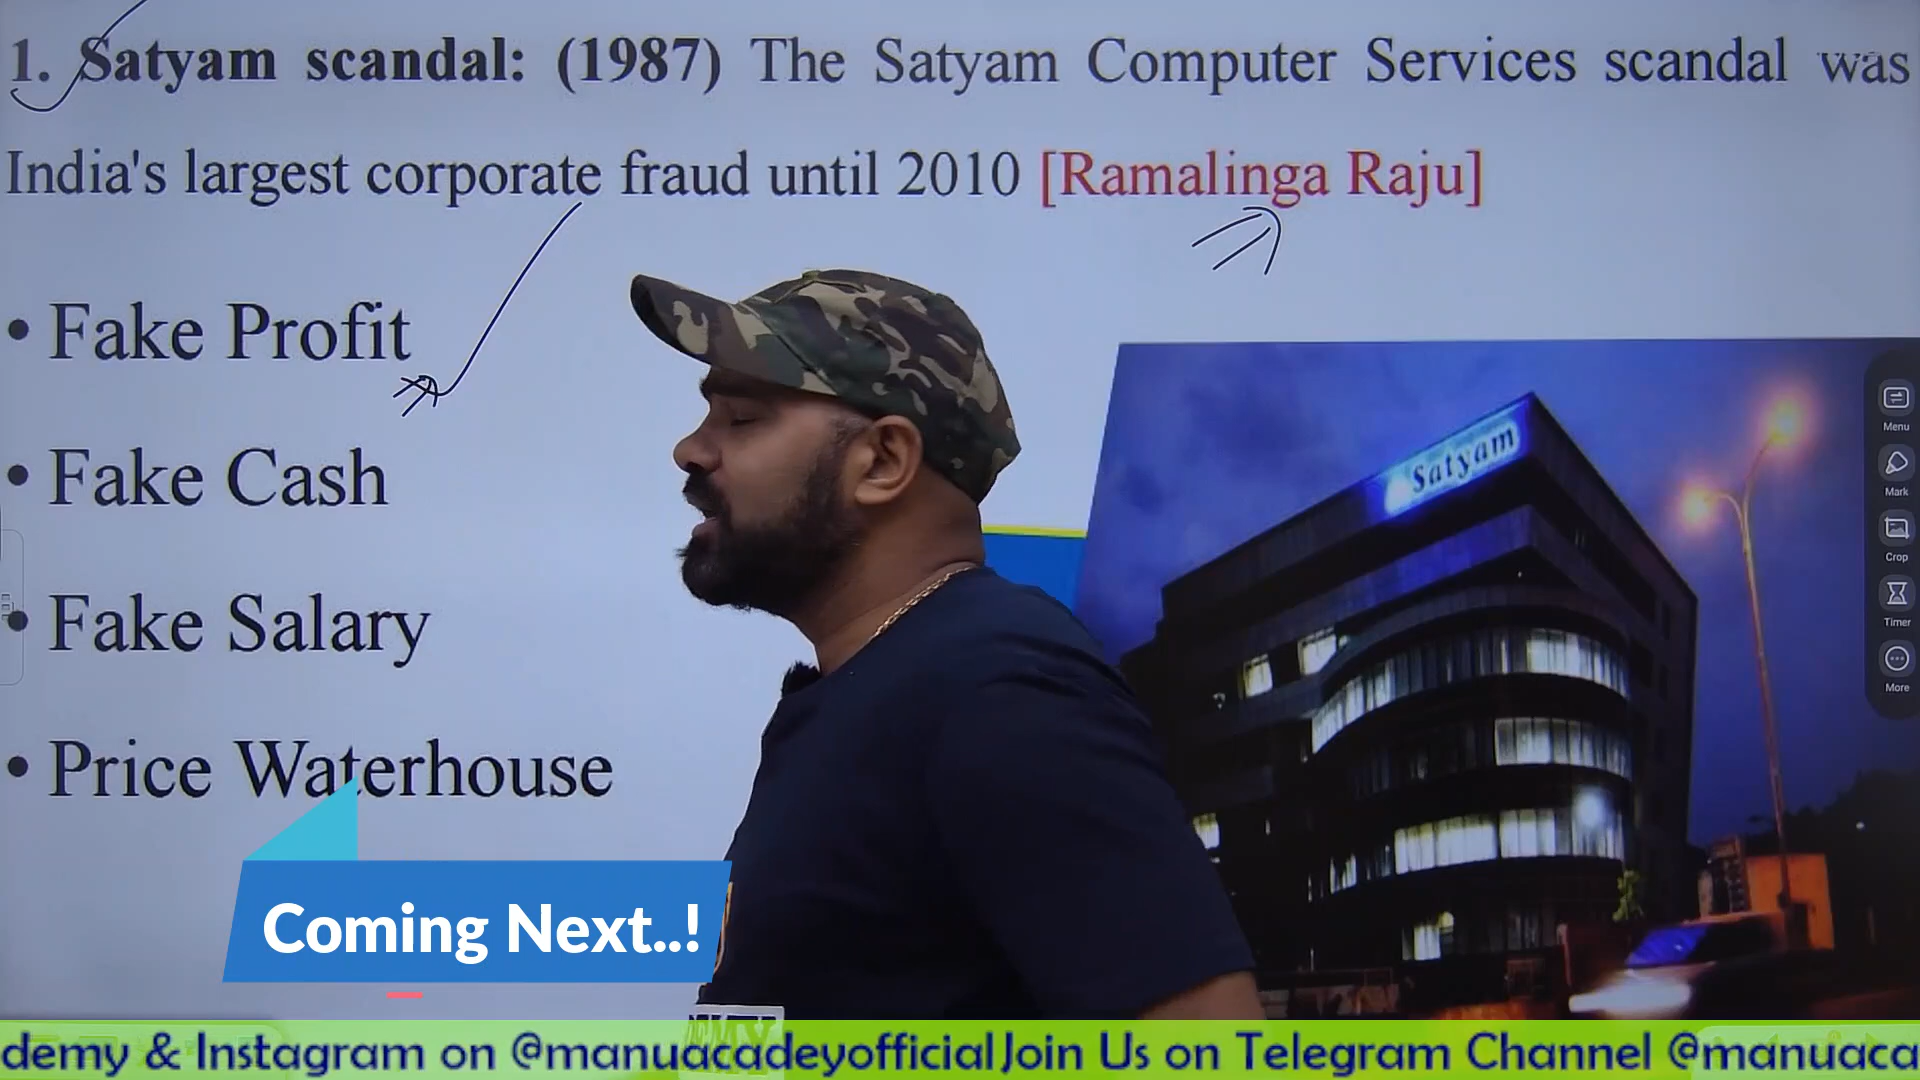 1. Satyam scandal: (1987) The Satyam Computer Services scandal was
India's largest corporate fraud until 2010 [Ramalinga Raju]
• Fake Profit
• Fake Cash
• Fake Salary
• Price Waterhouse
Satyam
Menu
Mark
Crop
Timer
More
Coming Next..!
demy & Instagram on @manuacadeyofficial Join Us on Telegram Channel @manuaca